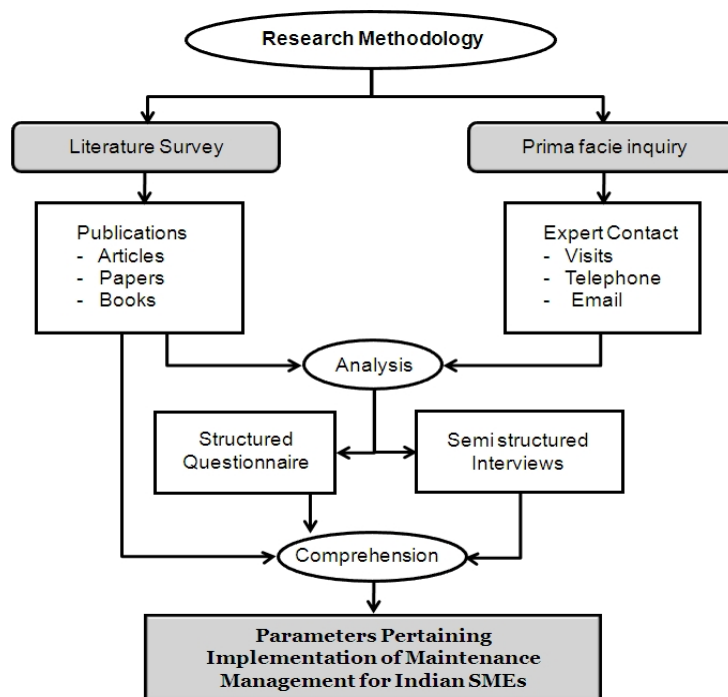 Research Methodology
Literature Survey
Prima facie inquiry
Publications
- Articles
- Papers
- Books
Expert Contact
- Visits
- Telephone
- Email
Analysis
Structured
Questionnaire
Semi structured
Interviews
Comprehension
Parameters Pertaining
Implementation of Maintenance
Management for Indian SMEs